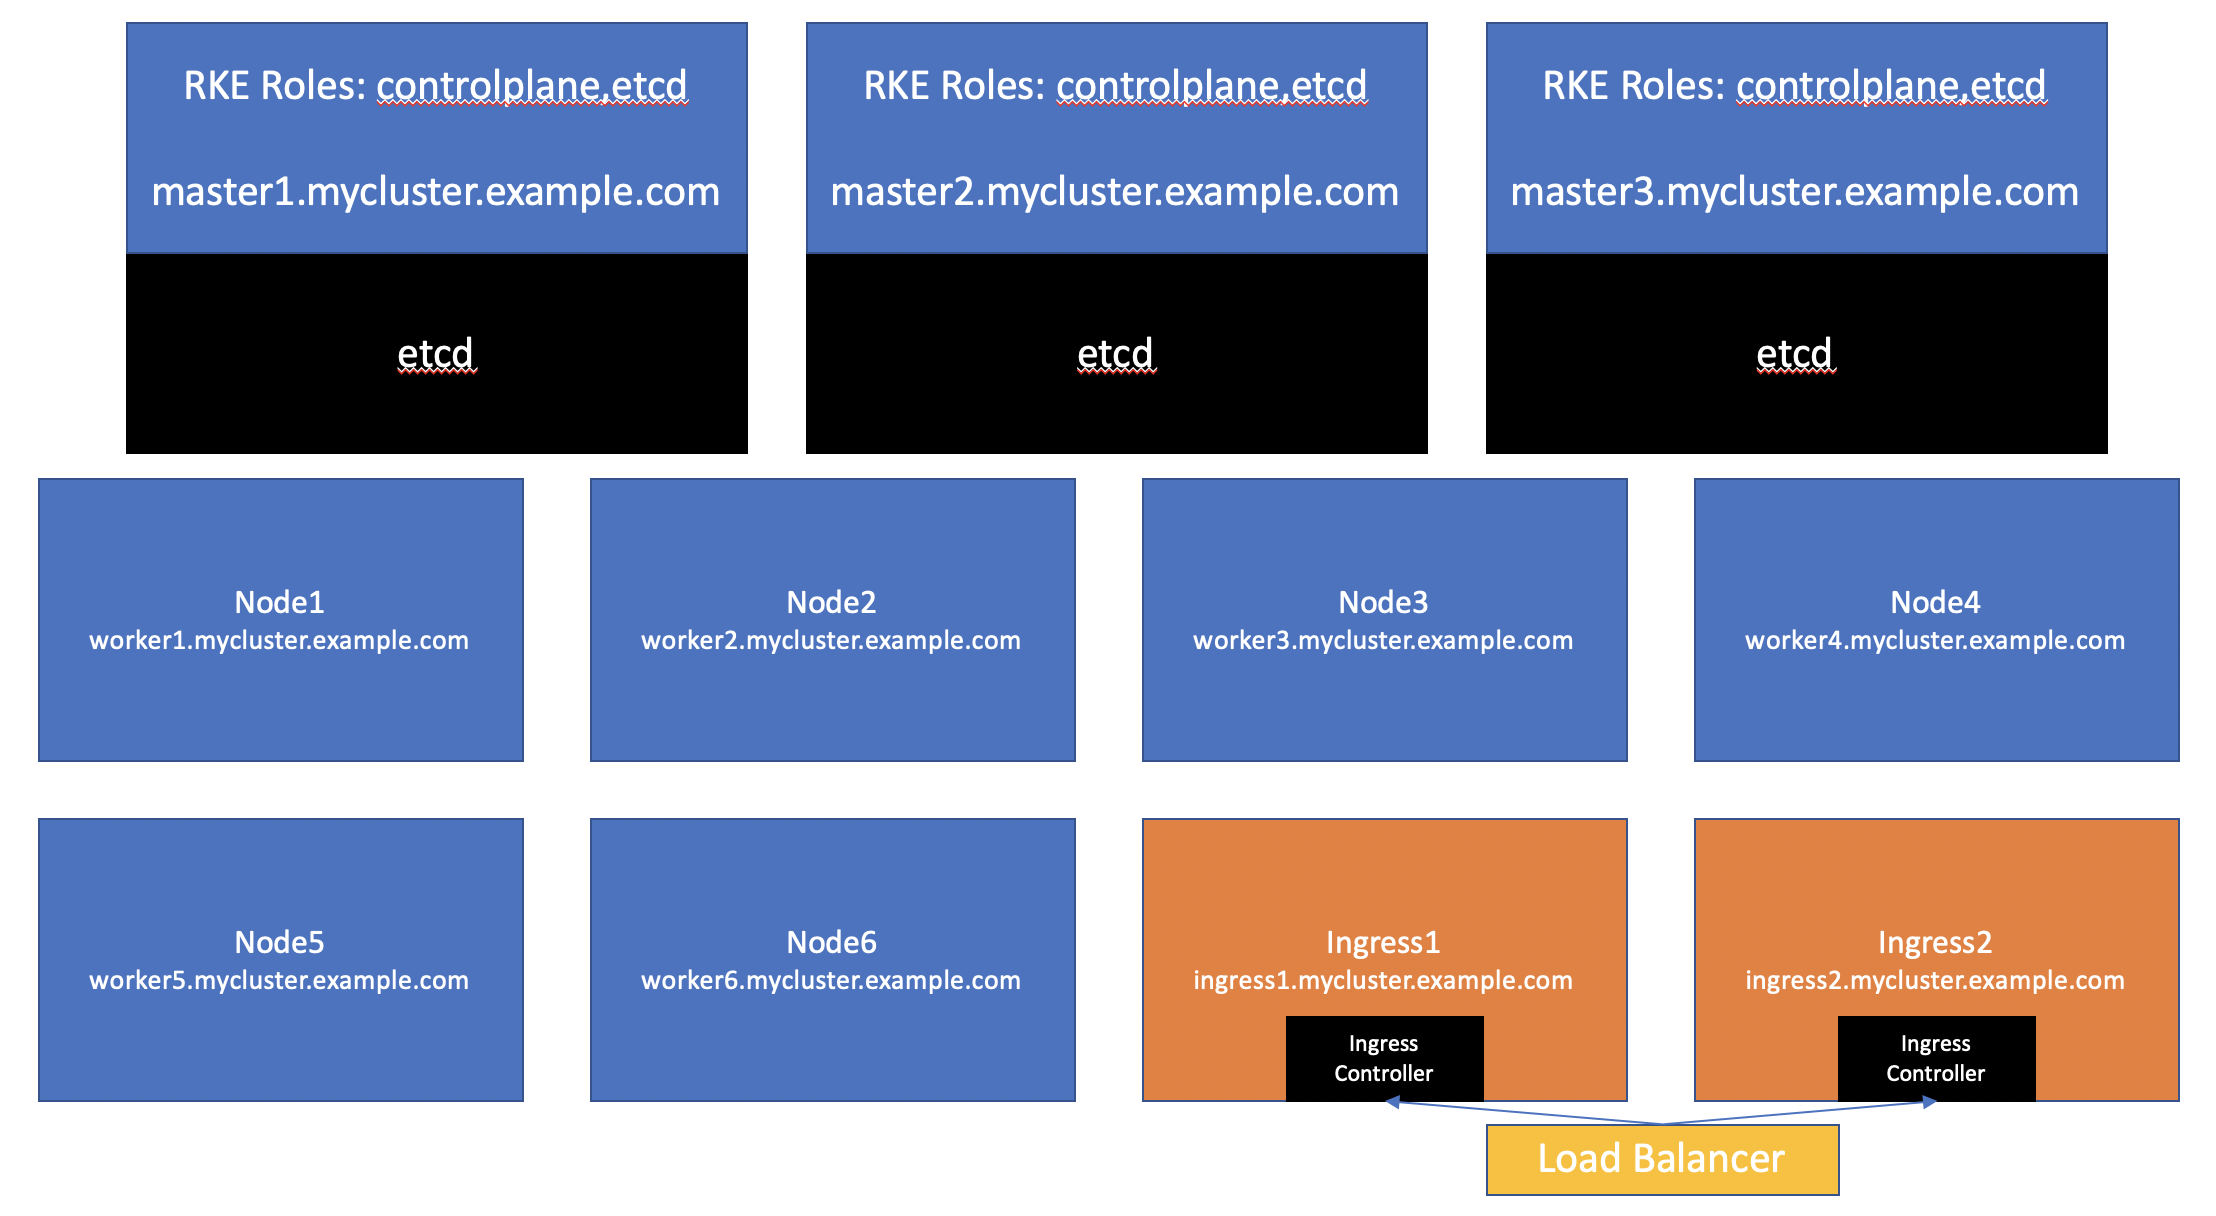 RKE Roles: controlplane,etcd
master1.mycluster.example.com
etcd
RKE Roles: controlplane,etcd
master2.mycluster.example.com
etcd
RKE Roles: controlplane,etcd
master3.mycluster.example.com
etcd
Node1
worker1.mycluster.example.com
Node2
worker2.mycluster.example.com
Node3
worker3.mycluster.example.com
Node4
worker4.mycluster.example.com
Node5
worker5.mycluster.example.com
Node6
worker6.mycluster.example.com
Ingress1
ingress1.mycluster.example.com
Ingress
Controller
Ingress2
ingress2.mycluster.example.com
Ingress
Controller
Load Balancer